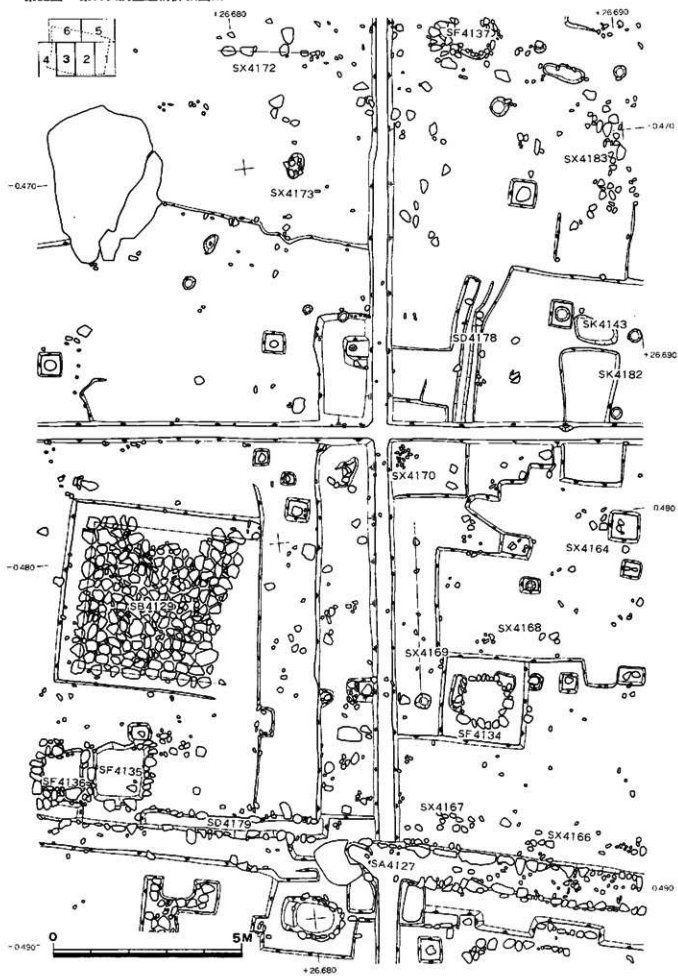 +26.680
+26.690
6 5
4 3 2 1
SX4172
SF4137
-0.470
SX4183
-0.470
SX4173
SD4178
SK4143
+26.690
SK4182
SX4170
-0.480
SX4164
-0.480
SB4129
SX4168
SX4169
SF4134
SF4135
SF4136
SX4167
SD4179
SX4166
SA4127
0.490
-0.490
0 5M
+26.680